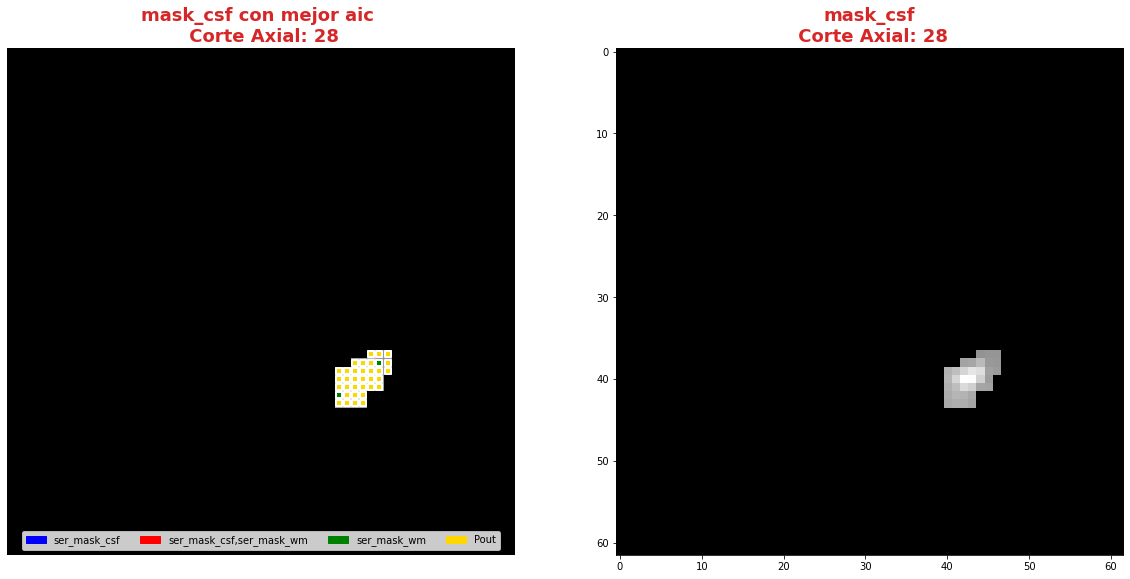 mask_csf con mejor aic
Corte Axial: 28
ser_mask_csf
ser_mask_csf,ser_mask_wm
ser_mask_wm
Pout
mask_csf
Corte Axial: 28
0
10
20
30
40
50
60
0 10 20 30 40 50 60